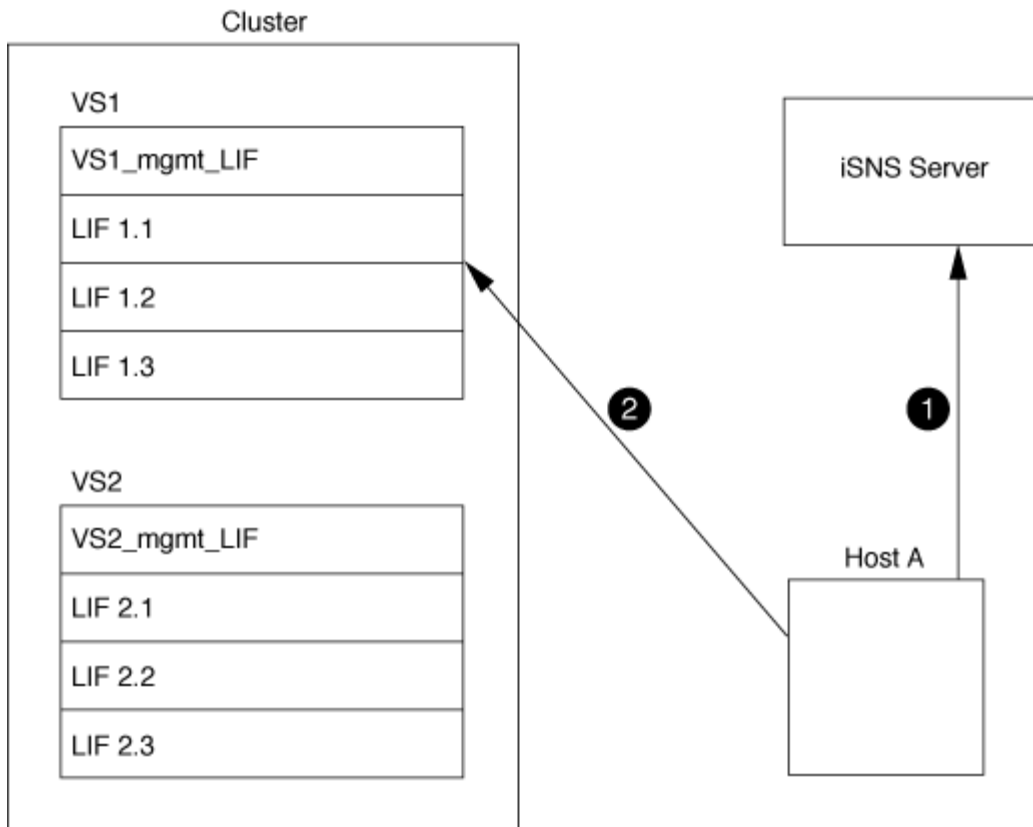 Cluster
VS1
VS1_mgmt_LIF
LIF 1.1
LIF 1.2
LIF 1.3
VS2
VS2_mgmt_LIF
LIF 2.1
LIF 2.2
LIF 2.3
iSNS Server
2
1
Host A